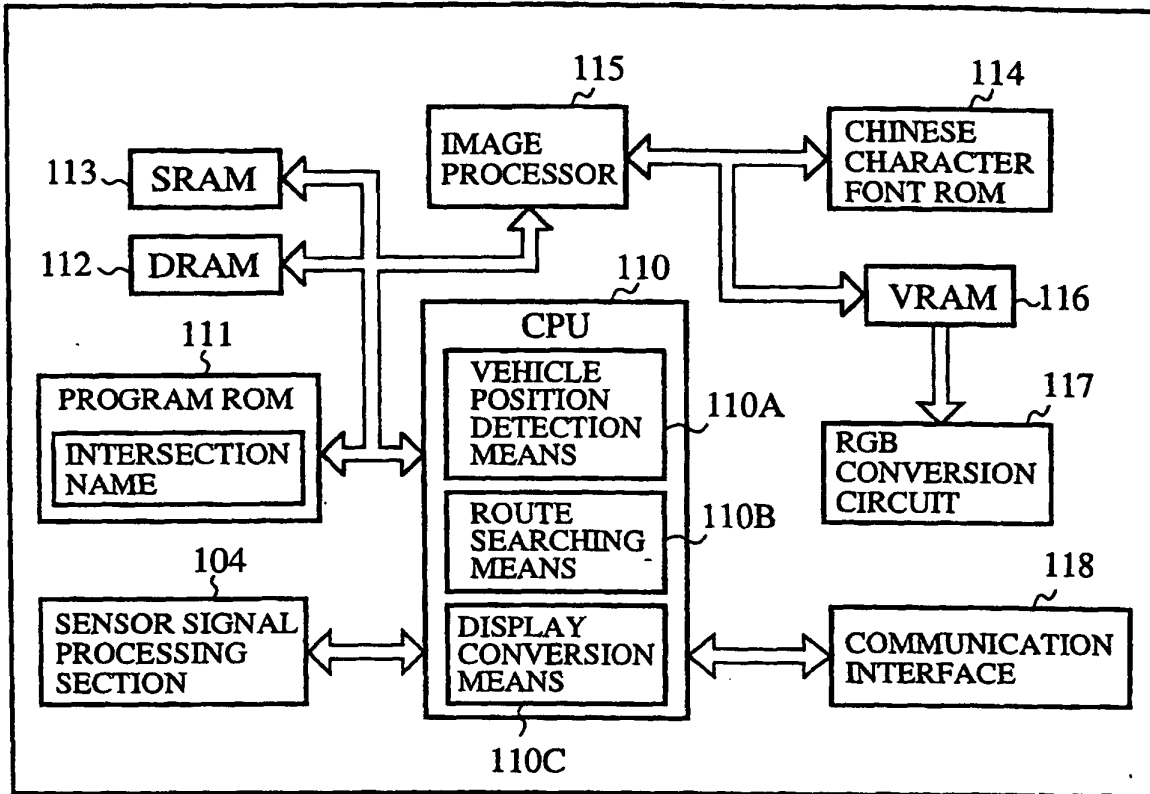 115
IMAGE
PROCESSOR
114
CHINESE
CHARACTER
FONT ROM
113
SRAM
112
DRAM
110
CPU
VRAM
116
111
PROGRAM ROM
INTERSECTION
NAME
VEHICLE
POSITION
DETECTION
MEANS
110A
117
RGB
CONVERSION
CIRCUIT
ROUTE
SEARCHING
MEANS
110B
104
SENSOR SIGNAL
PROCESSING
SECTION
DISPLAY
CONVERSION
MEANS
110C
118
COMMUNICATION
INTERFACE